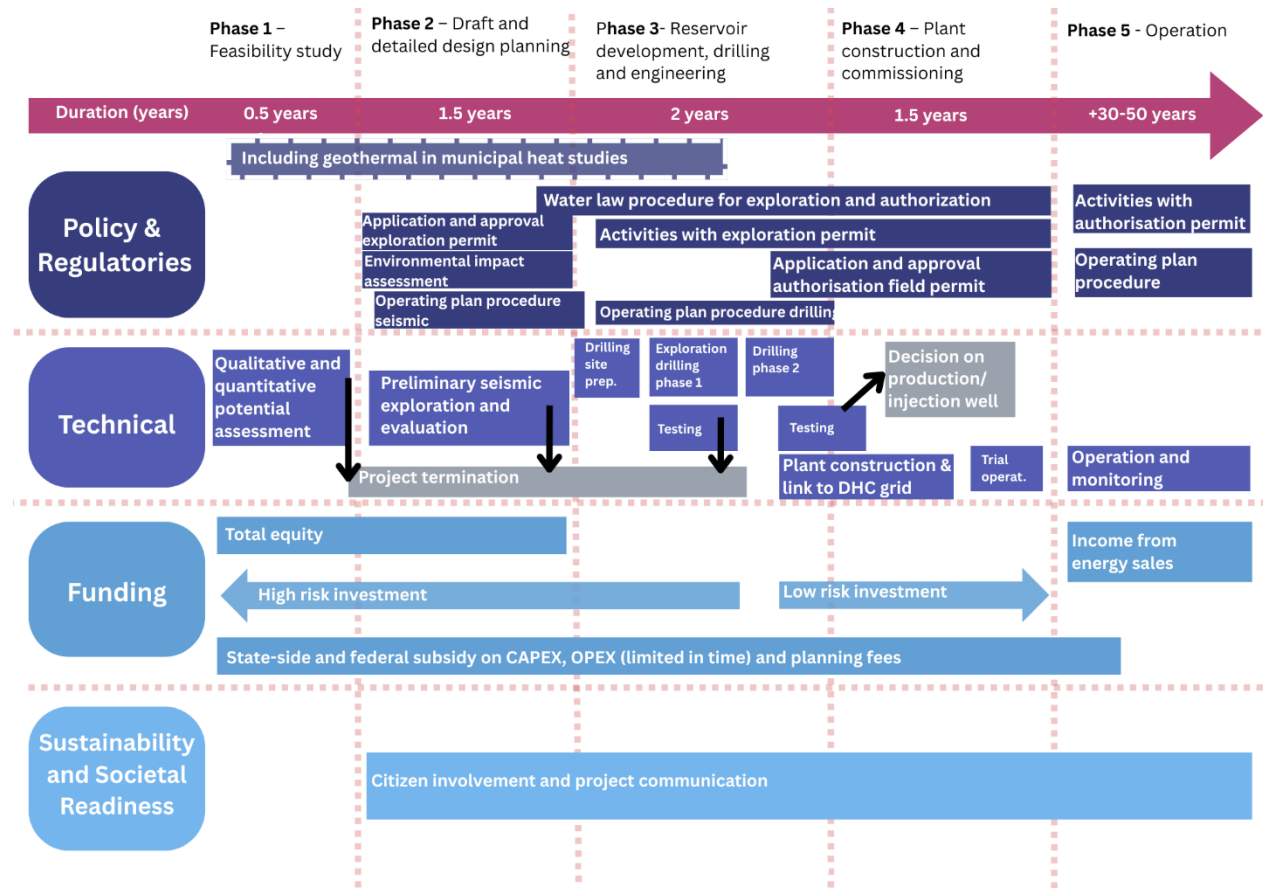 Phase 1 –
Feasibility study
Phase 2 – Draft and
detailed design planning
Phase 3- Reservoir
development, drilling
and engineering
Phase 4 – Plant
construction and
commissioning
Phase 5 - Operation
Duration (years)
0.5 years
1.5 years
2 years
1.5 years
+30-50 years
Including geothermal in municipal heat studies
Policy &
Regulatories
Water law procedure for exploration and authorization
Application and approval
exploration permit
Activities with exploration permit
Environmental impact
assessment
Application and approval
authorisation field permit
Operating plan procedure
seismic
Operating plan procedure drilling
Activities with
authorisation permit
Operating plan
procedure
Technical
Qualitative and
quantitative
potential
assessment
Preliminary seismic
exploration and
evaluation
Drilling
site
prep.
Exploration
drilling
phase 1
Drilling
phase 2
Decision on
production/
injection well
Testing
Testing
Project termination
Plant construction &
link to DHC grid
Trial
operat.
Operation and
monitoring
Funding
Total equity
Income from
energy sales
High risk investment
Low risk investment
State-side and federal subsidy on CAPEX, OPEX (limited in time) and planning fees
Sustainability
and Societal
Readiness
Citizen involvement and project communication